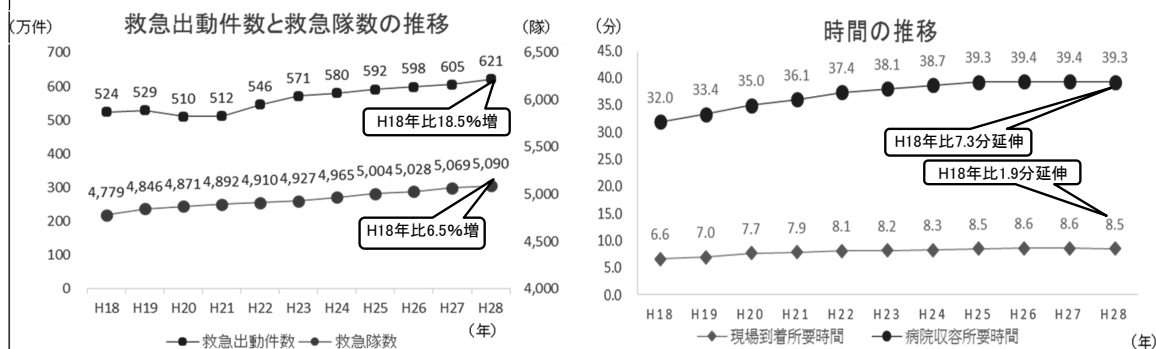 救急出動件数と救急隊数の推移
(万件)
(隊)
700
600
500
400
300
200
100
0
6,500
6,000
5,500
5,000
4,500
4,000
524 529 510 512 546 571 580 592 598 605 621
H18年比18.5%増
4,779 4,846 4,871 4,892 4,910 4,927 4,965 5,004 5,028 5,069 5,090
H18年比6.5%増
H18 H19 H20 H21 H22 H23 H24 H25 H26 H27 H28
(年)
救急出動件数 救急隊数
時間の推移
(分)
45.0
40.0
35.0
30.0
25.0
20.0
15.0
10.0
5.0
0.0
32.0 33.4 35.0 36.1 37.4 38.1 38.7 39.3 39.4 39.4 39.3
H18年比7.3分延伸
H18年比1.9分延伸
6.6 7.0 7.7 7.9 8.1 8.2 8.3 8.5 8.6 8.6 8.5
H18 H19 H20 H21 H22 H23 H24 H25 H26 H27 H28
現場到着所要時間 病院収容所要時間
(年)